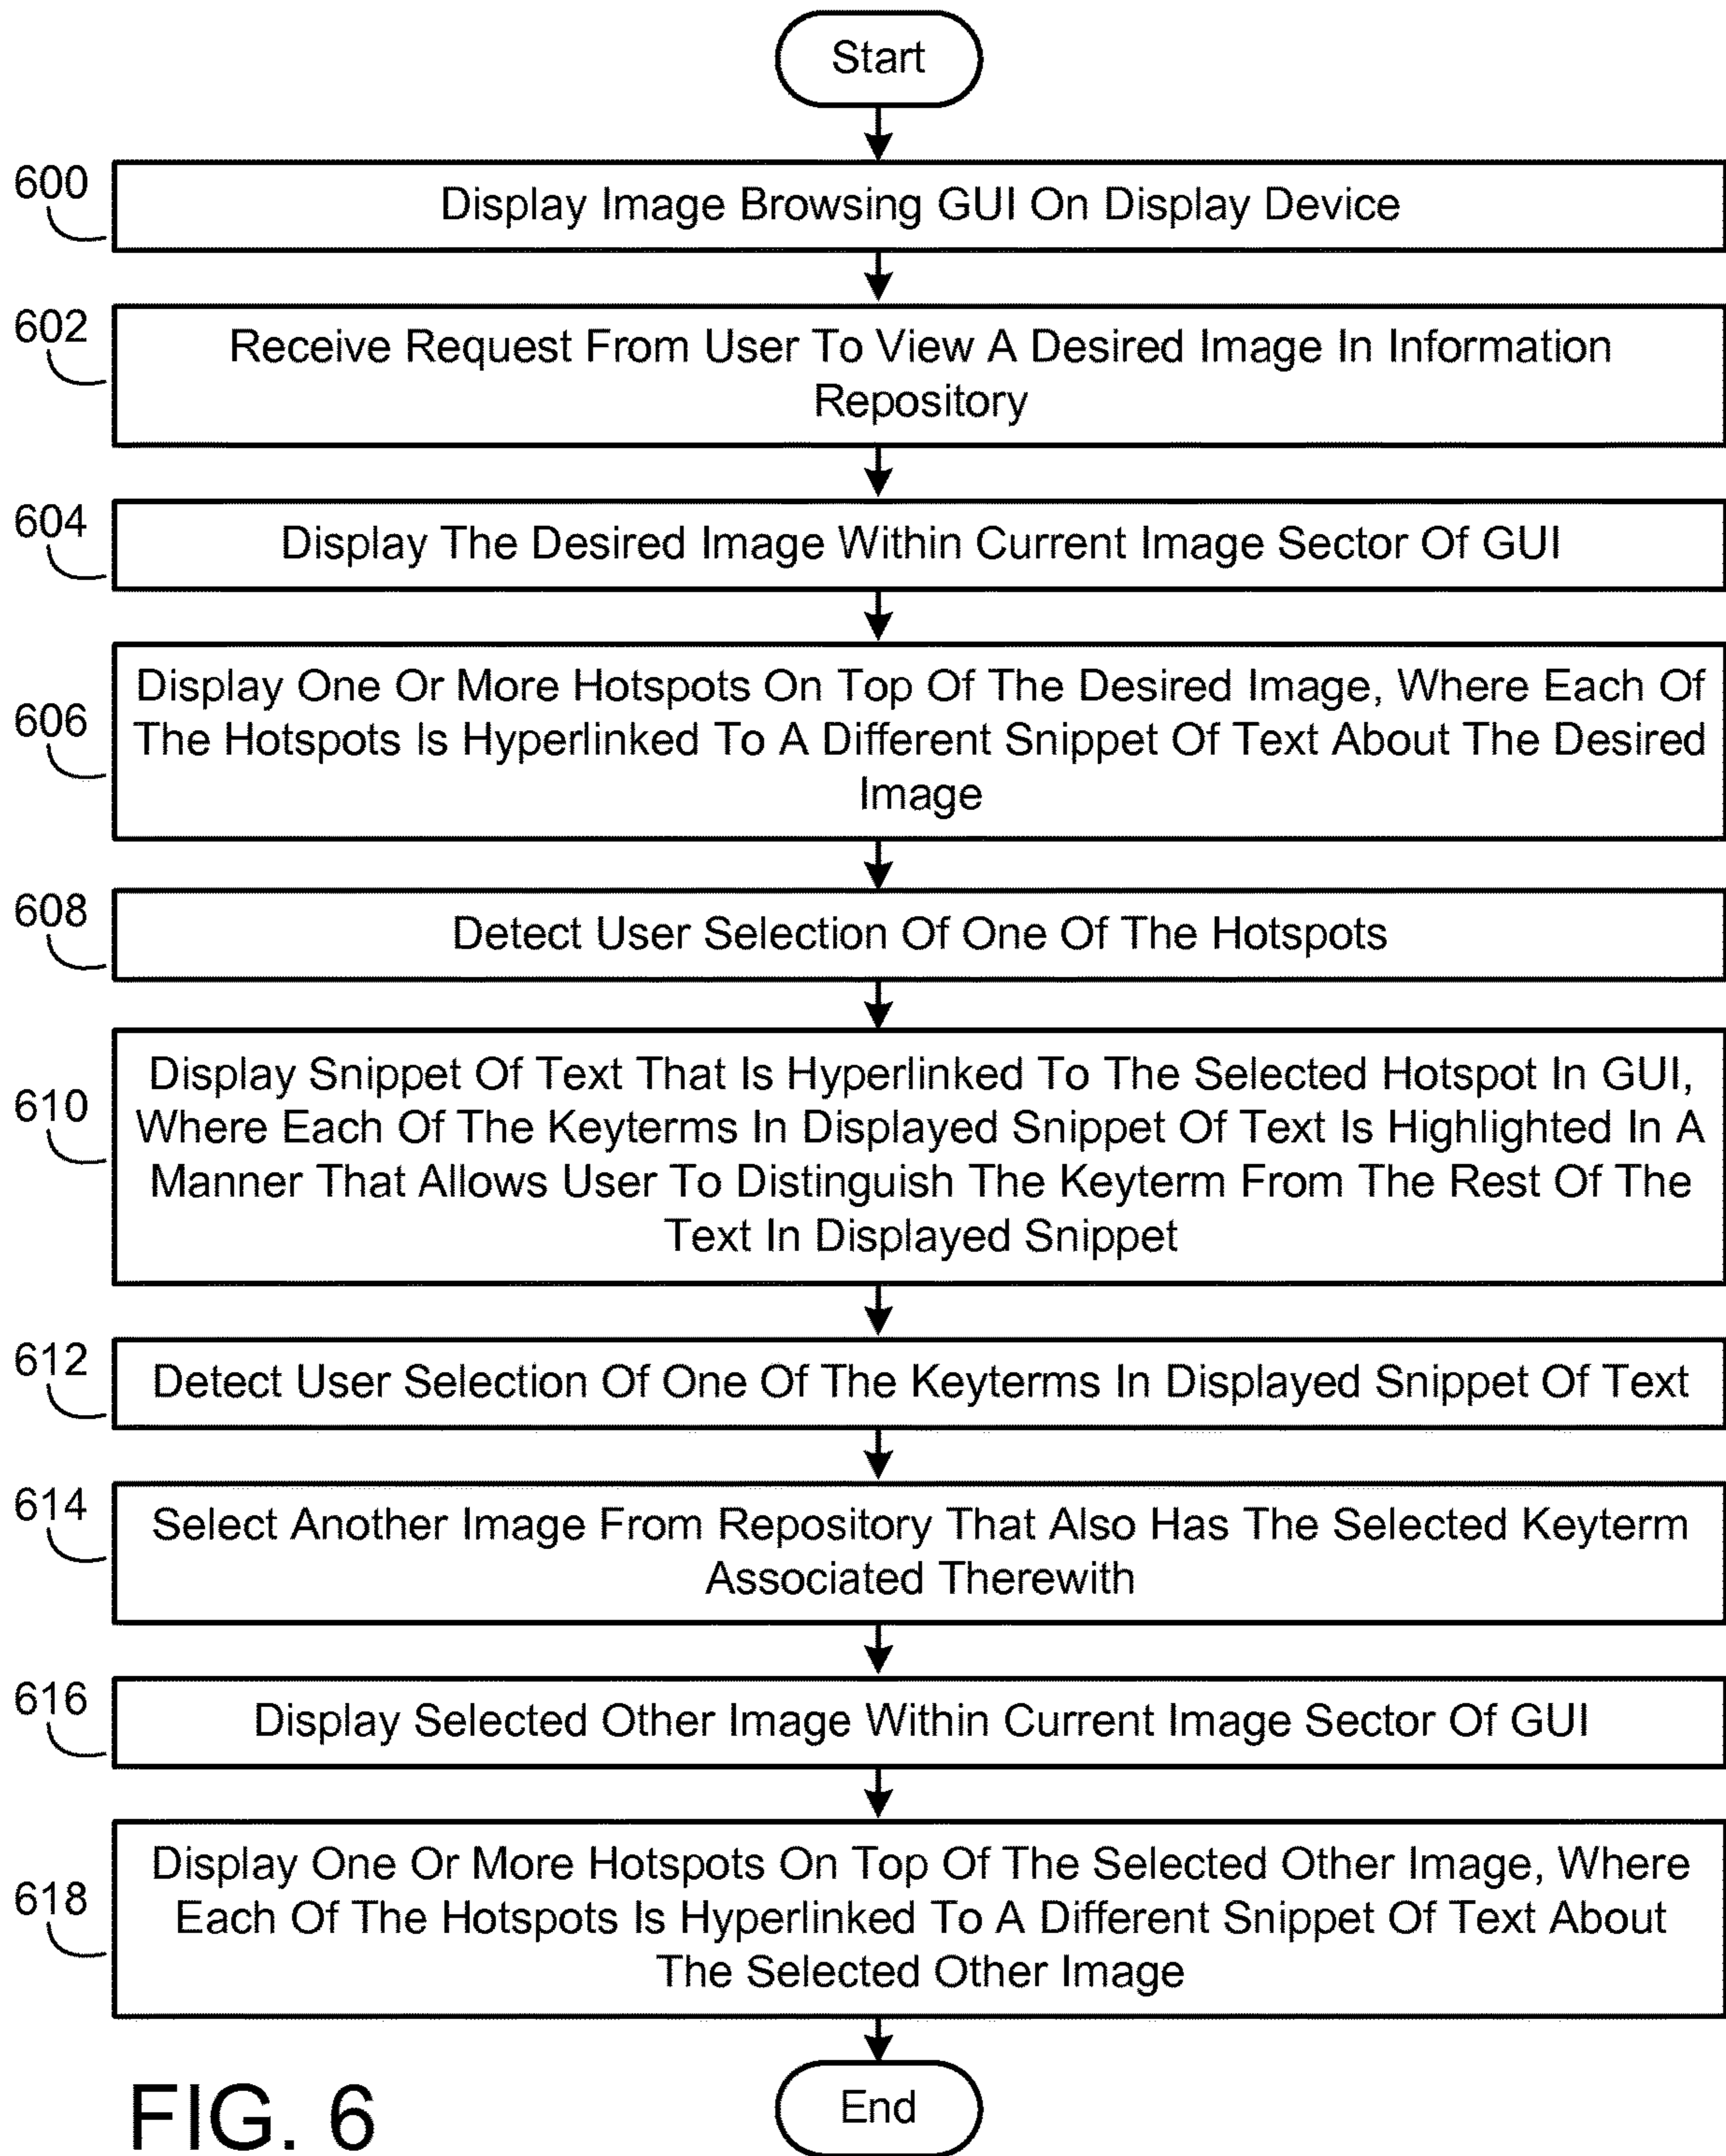 Start
600
Display Image Browsing GUI On Display Device
602
Receive Request From User To View A Desired Image In Information
Repository
604
Display The Desired Image Within Current Image Sector Of GUI
606
Display One Or More Hotspots On Top Of The Desired Image, Where Each Of
The Hotspots Is Hyperlinked To A Different Snippet Of Text About The Desired
Image
608
Detect User Selection Of One Of The Hotspots
610
Display Snippet Of Text That Is Hyperlinked To The Selected Hotspot In GUI,
Where Each Of The Keyterms In Displayed Snippet Of Text Is Highlighted In A
Manner That Allows User To Distinguish The Keyterm From The Rest Of The
Text In Displayed Snippet
612
Detect User Selection Of One Of The Keyterms In Displayed Snippet Of Text
614
Select Another Image From Repository That Also Has The Selected Keyterm
Associated Therewith
616
Display Selected Other Image Within Current Image Sector Of GUI
618
Display One Or More Hotspots On Top Of The Selected Other Image, Where
Each Of The Hotspots Is Hyperlinked To A Different Snippet Of Text About
The Selected Other Image
End
FIG. 6